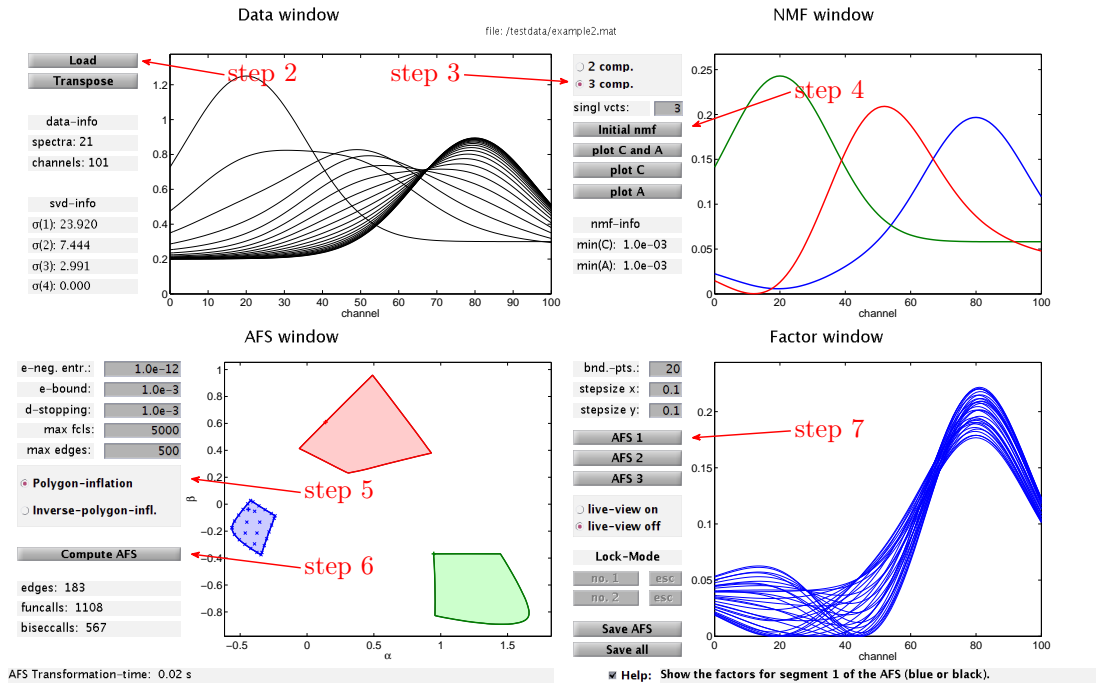 Data window
NMF window
file: /testdata/example2.mat
Load
Transpose
step 2
data-info
spectra: 21
channels: 101
svd-info
σ(1): 23.920
σ(2): 7.444
σ(3): 2.991
σ(4): 0.000
1.2
1
0.8
0.6
0.4
0.2
0
0 10 20 30 40 50 60 70 80 90 100
channel
step 3
2 comp.
3 comp.
singl vcts: 3
Initial nmf
plot C and A
plot C
plot A
nmf-info
min(C): 1.0e-03
min(A): 1.0e-03
step 4
0.25
0.2
0.15
0.1
0.05
0
0 20 40 60 80 100
channel
AFS window
Factor window
e-neg. entr.: 1.0e-12
e-bound: 1.0e-3
d-stopping: 1.0e-3
max fcls: 5000
max edges: 500
Polygon-inflation
Inverse-polygon-infl.
step 5
Compute AFS
step 6
edges: 183
funcalls: 1108
biseccalls: 567
1
0.8
0.6
0.4
0.2
0
−0.2
−0.4
−0.6
−0.8
β
−0.5 0 0.5 1 1.5
α
bnd.-pts.: 20
stepsize x: 0.1
stepsize y: 0.1
AFS 1
AFS 2
AFS 3
step 7
live-view on
live-view off
Lock-Mode
no. 1 esc
no. 2 esc
Save AFS
Save all
0.2
0.15
0.1
0.05
0
0 20 40 60 80 100
channel
AFS Transformation-time: 0.02 s
Help: Show the factors for segment 1 of the AFS (blue or black).